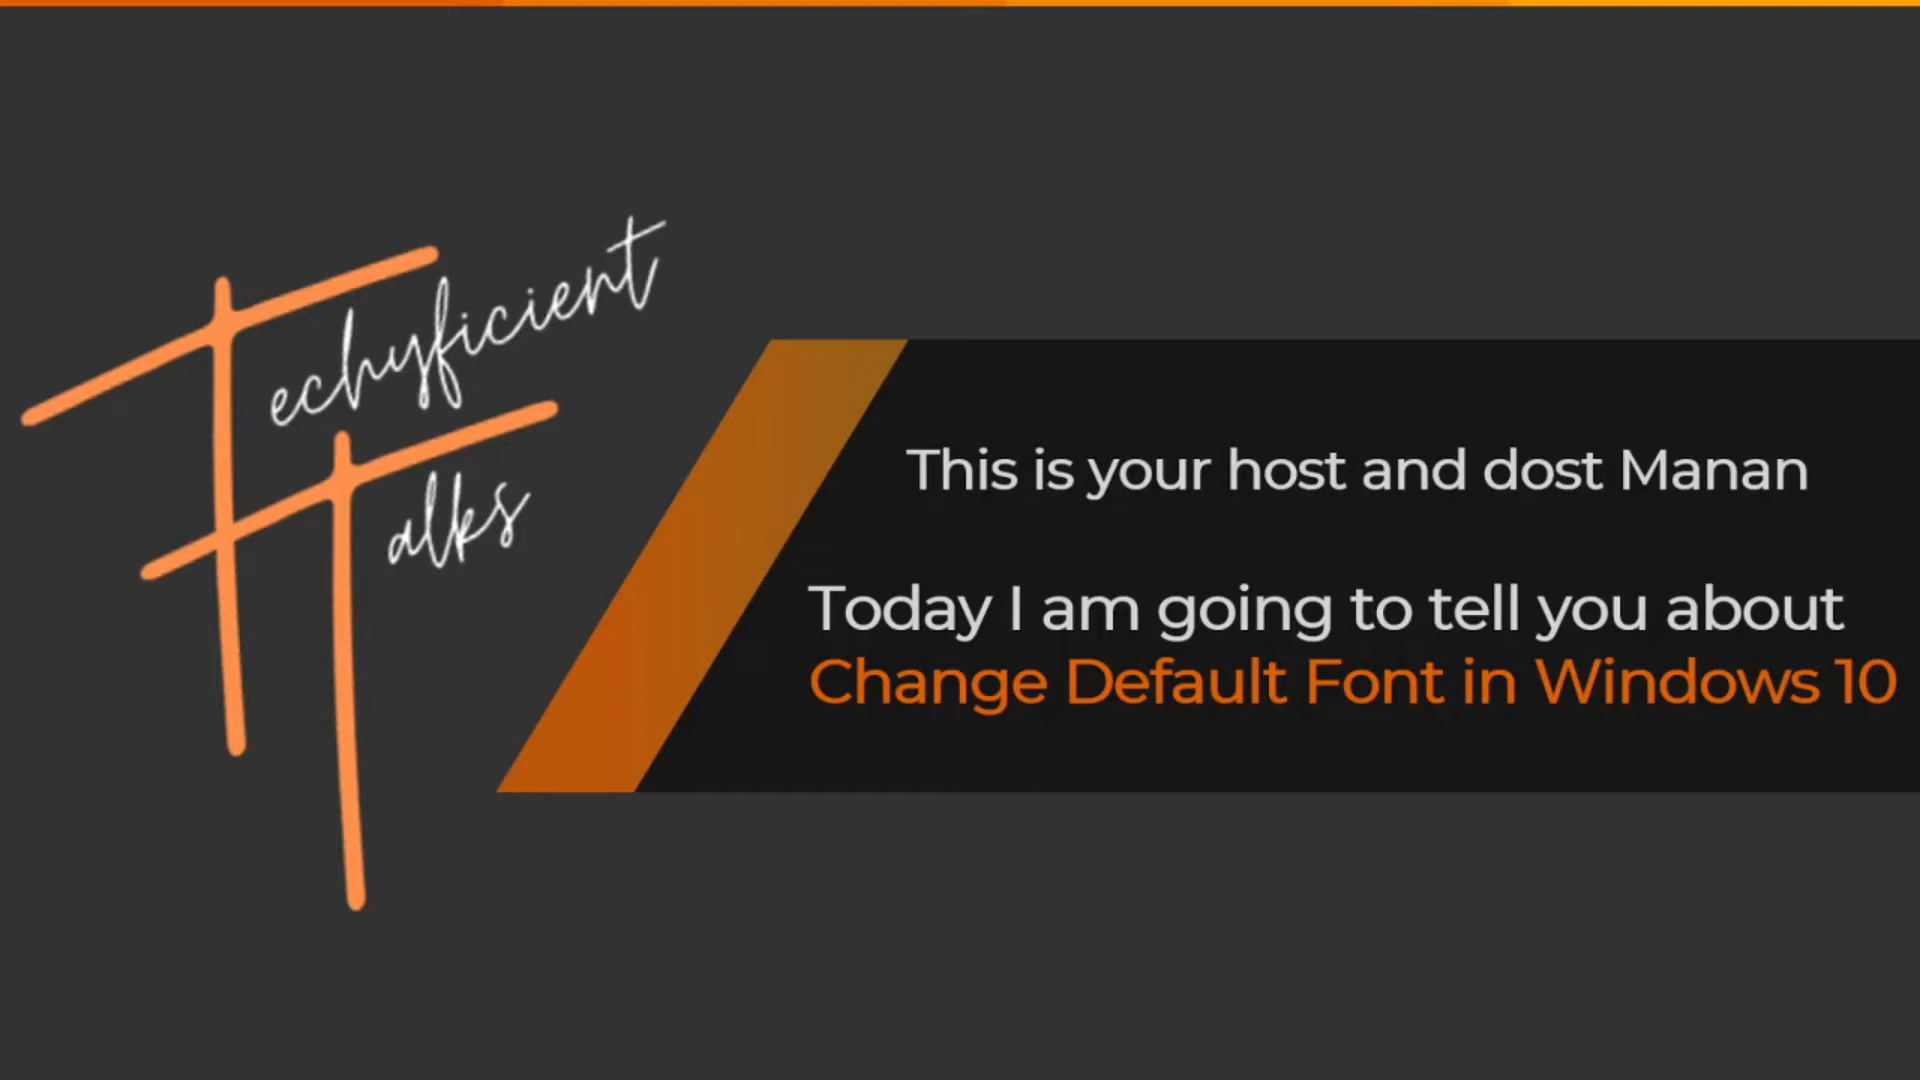 Techyficient
Talks
This is your host and dost Manan
Today I am going to tell you about
Change Default Font in Windows 10